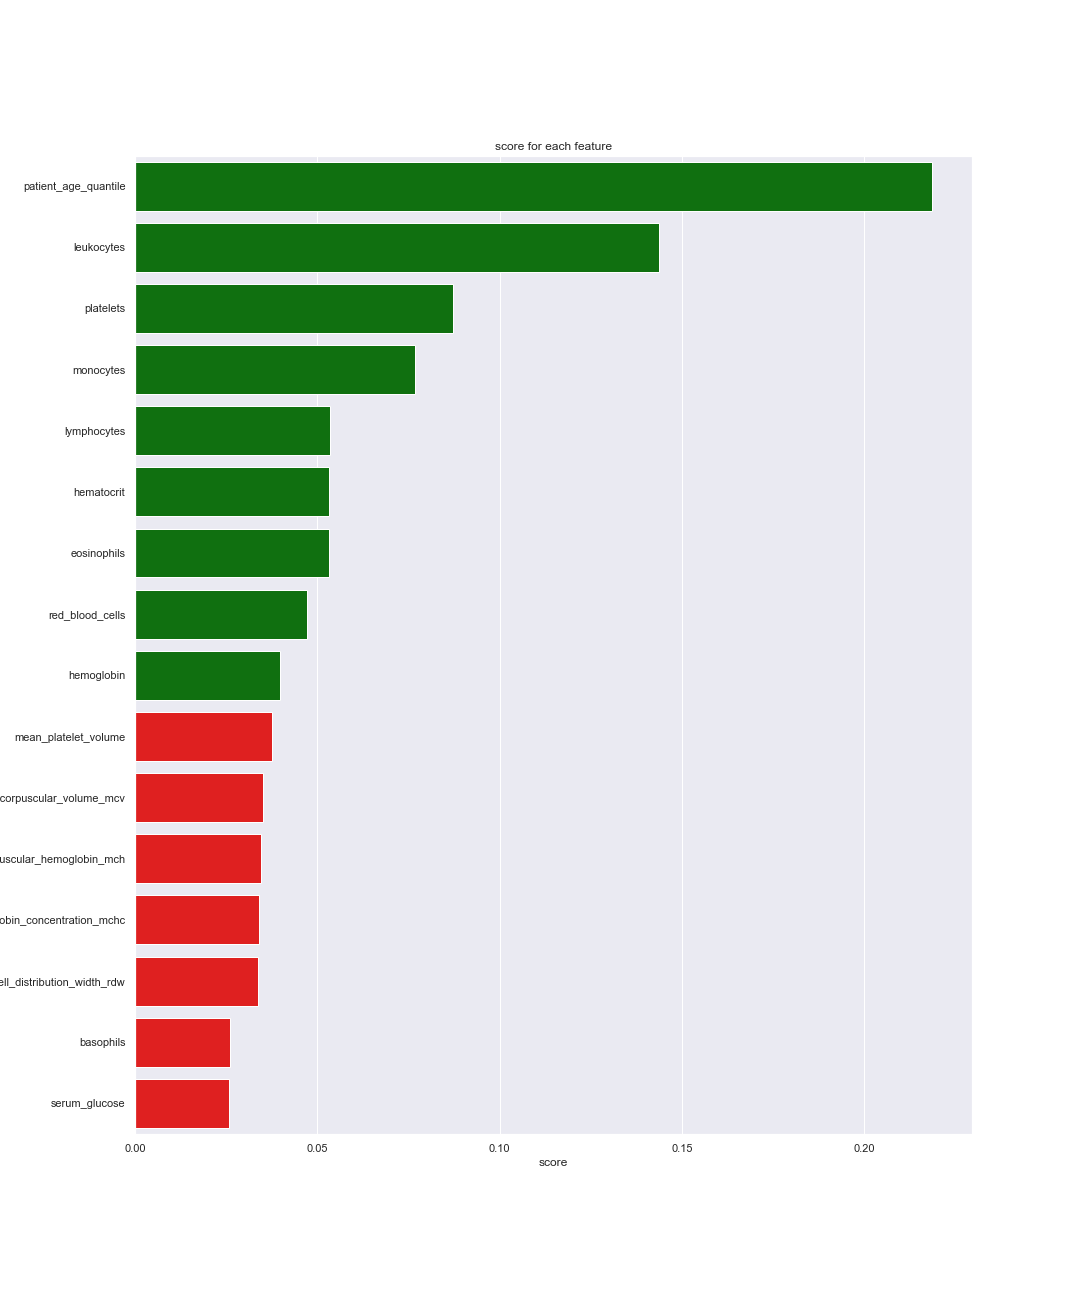 score for each feature
patient_age_quantile
leukocytes
platelets
monocytes
lymphocytes
hematocrit
eosinophils
red_blood_cells
hemoglobin
mean_platelet_volume
corpuscular_volume_mcv
uscular_hemoglobin_mch
obin_concentration_mchc
ell_distribution_width_rdw
basophils
serum_glucose
0.00 0.05 0.10 0.15 0.20
score